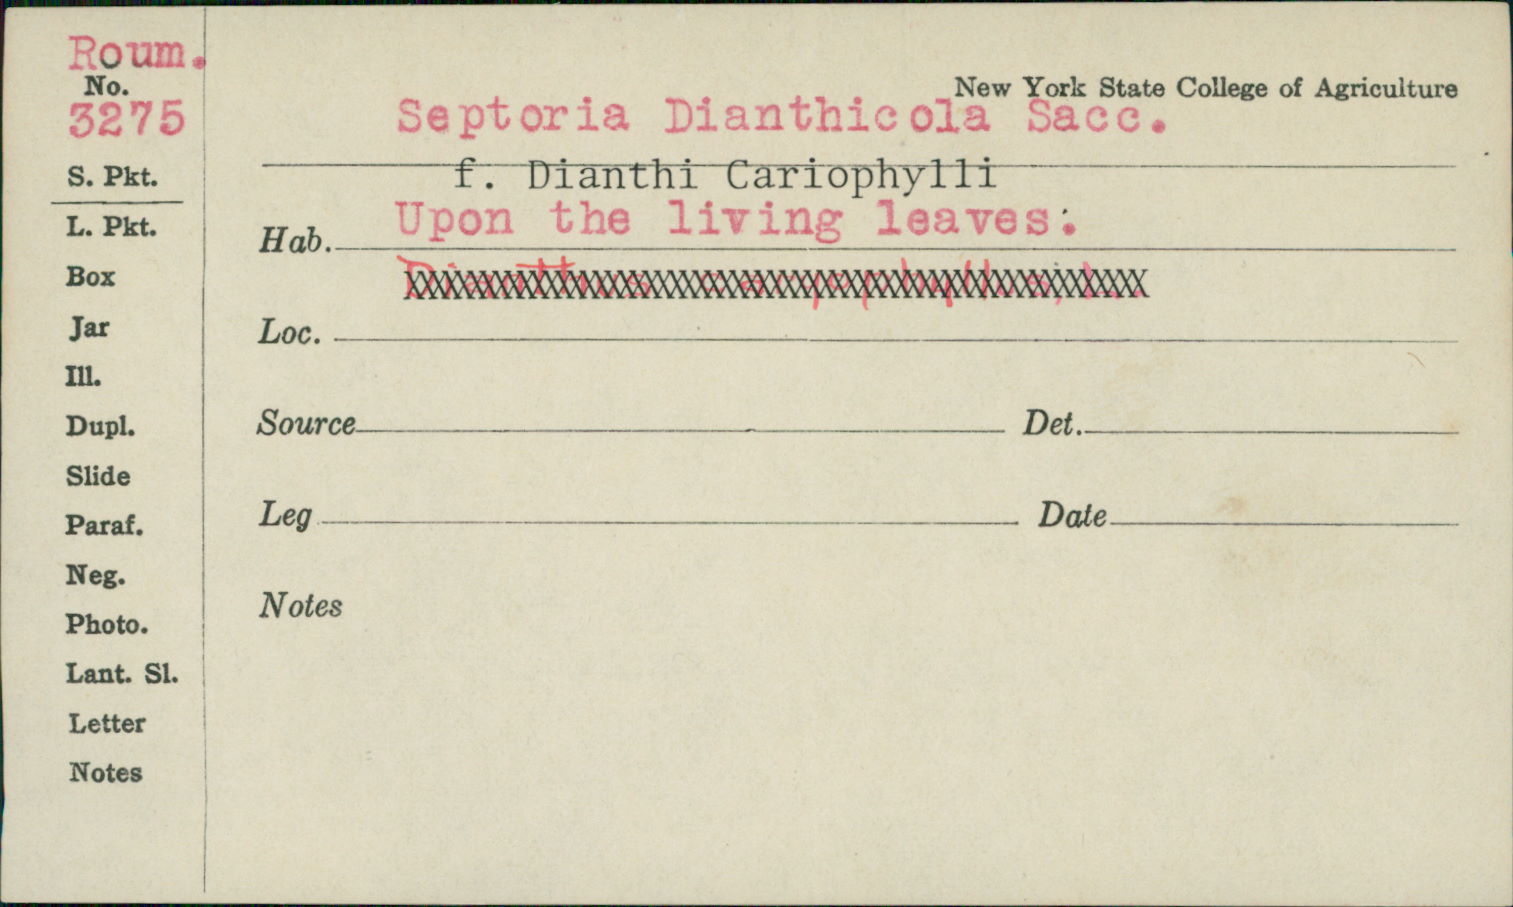 Roum.
No.
3275
S. Pkt.
L. Pkt.
Box
Jar
Ill.
Dupl.
Slide
Paraf.
Neg.
Photo.
Lant. Sl.
Letter
Notes
New York State College of Agriculture
Septoria Dianthicola Sacc.
f. Dianthi Cariophylli
Hab. Upon the living leaves:
Loc.
Source Det.
Leg Date
Notes